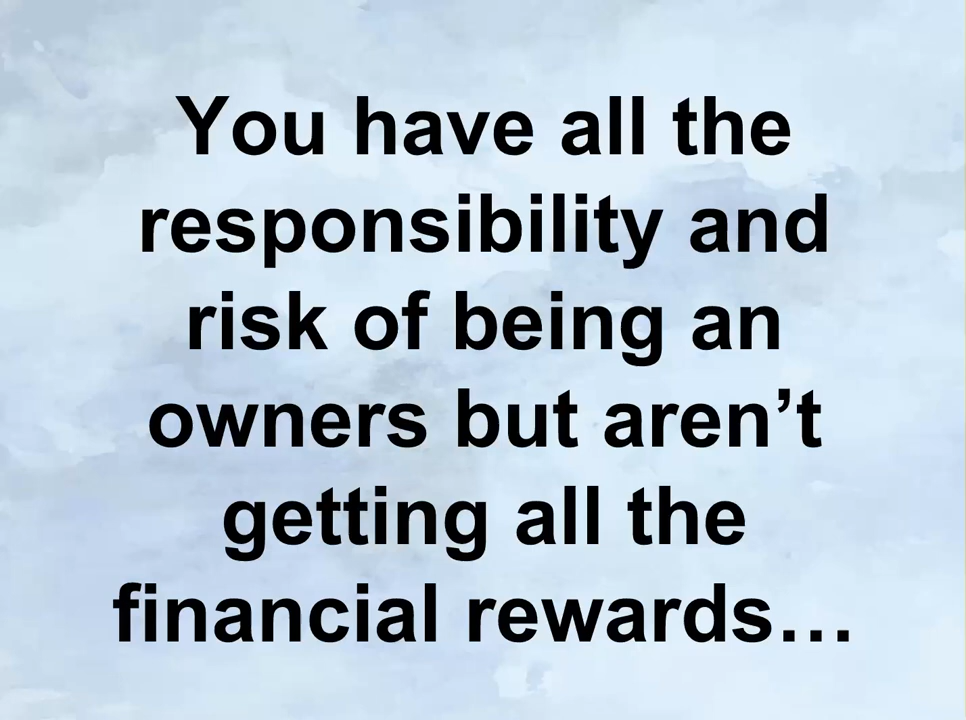 You have all the
responsibility and
risk of being an
owners but aren’t
getting all the
financial rewards…